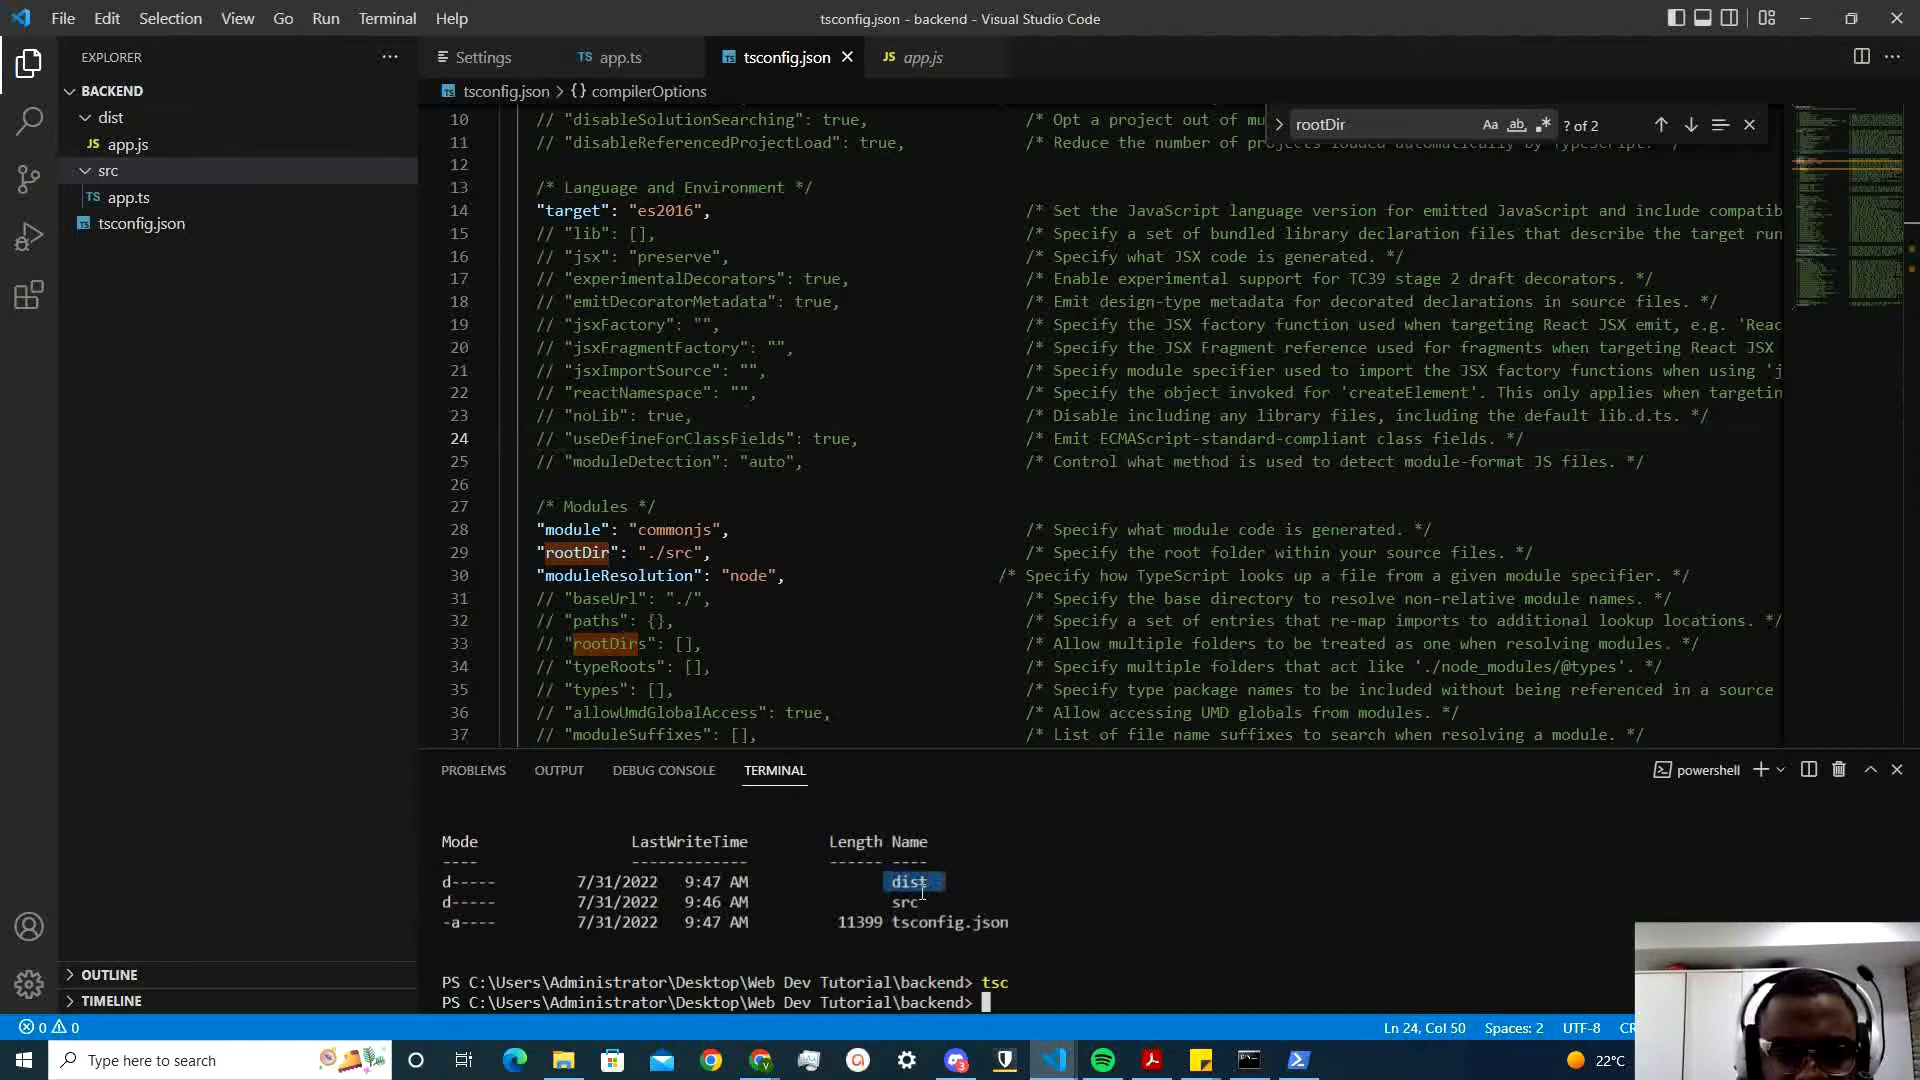 File Edit Selection View Go Run Terminal Help
tsconfig.json - backend - Visual Studio Code
EXPLORER
BACKEND
dist
JS app.js
src
TS app.ts
tsconfig.json
OUTLINE
TIMELINE
Settings
TS app.ts
tsconfig.json
JS app.js
tsconfig.json > {} compilerOptions
rootDir
Aa ab .* ? of 2
10 // "disableSolutionSearching": true, /* Opt a project out of mu
11 // "disableReferencedProjectLoad": true, /* Reduce the number of projects loaded automatically by TypeScript. */
12
13 /* Language and Environment */
14 "target": "es2016", /* Set the JavaScript language version for emitted JavaScript and include compatib
15 // "lib": [], /* Specify a set of bundled library declaration files that describe the target run
16 // "jsx": "preserve", /* Specify what JSX code is generated. */
17 // "experimentalDecorators": true, /* Enable experimental support for TC39 stage 2 draft decorators. */
18 // "emitDecoratorMetadata": true, /* Emit design-type metadata for decorated declarations in source files. */
19 // "jsxFactory": "", /* Specify the JSX factory function used when targeting React JSX emit, e.g. 'Reac
20 // "jsxFragmentFactory": "", /* Specify the JSX Fragment reference used for fragments when targeting React JSX
21 // "jsxImportSource": "", /* Specify module specifier used to import the JSX factory functions when using 'j
22 // "reactNamespace": "", /* Specify the object invoked for 'createElement'. This only applies when targetin
23 // "noLib": true, /* Disable including any library files, including the default lib.d.ts. */
24 // "useDefineForClassFields": true, /* Emit ECMAScript-standard-compliant class fields. */
25 // "moduleDetection": "auto", /* Control what method is used to detect module-format JS files. */
26
27 /* Modules */
28 "module": "commonjs", /* Specify what module code is generated. */
29 "rootDir": "./src", /* Specify the root folder within your source files. */
30 "moduleResolution": "node", /* Specify how TypeScript looks up a file from a given module specifier. */
31 // "baseUrl": "./", /* Specify the base directory to resolve non-relative module names. */
32 // "paths": {}, /* Specify a set of entries that re-map imports to additional lookup locations. */
33 // "rootDirs": [], /* Allow multiple folders to be treated as one when resolving modules. */
34 // "typeRoots": [], /* Specify multiple folders that act like './node_modules/@types'. */
35 // "types": [], /* Specify type package names to be included without being referenced in a source
36 // "allowUmdGlobalAccess": true, /* Allow accessing UMD globals from modules. */
37 // "moduleSuffixes": [], /* List of file name suffixes to search when resolving a module. */
PROBLEMS OUTPUT DEBUG CONSOLE TERMINAL
powershell
Mode LastWriteTime Length Name
---- ------------- ------ ----
d----- 7/31/2022 9:47 AM dist
d----- 7/31/2022 9:46 AM src
-a---- 7/31/2022 9:47 AM 11399 tsconfig.json
PS C:\Users\Administrator\Desktop\Web Dev Tutorial\backend> tsc
PS C:\Users\Administrator\Desktop\Web Dev Tutorial\backend>
0 0
Ln 24, Col 50 Spaces: 2 UTF-8 CR
Type here to search
22°C